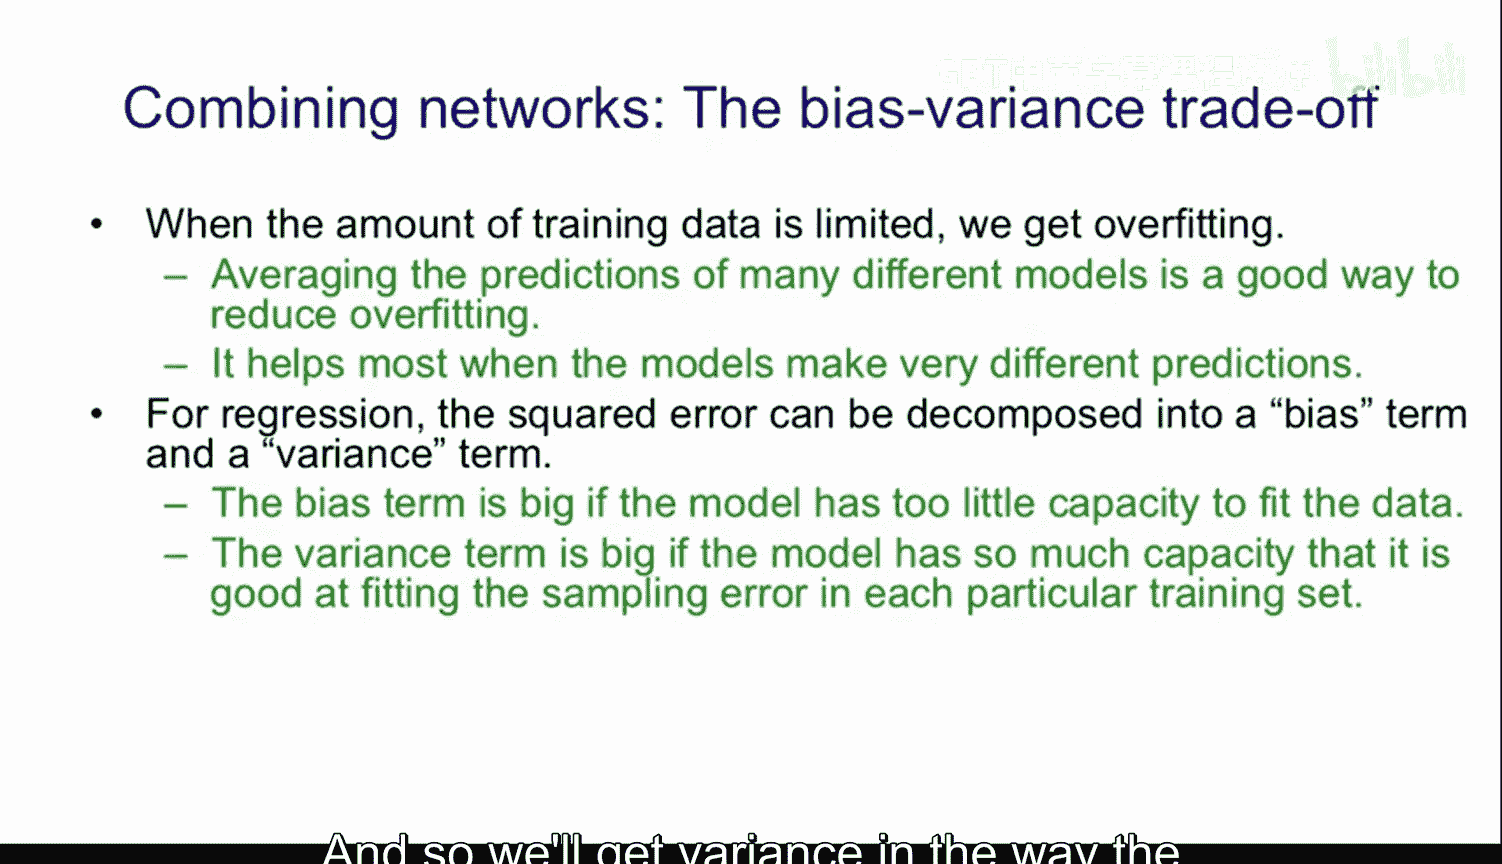 bilibili
Combining networks: The bias-variance trade-off
• When the amount of training data is limited, we get overfitting.
– Averaging the predictions of many different models is a good way to
reduce overfitting.
– It helps most when the models make very different predictions.
• For regression, the squared error can be decomposed into a “bias” term
and a “variance” term.
– The bias term is big if the model has too little capacity to fit the data.
– The variance term is big if the model has so much capacity that it is
good at fitting the sampling error in each particular training set.
And so we'll get variance in the way the